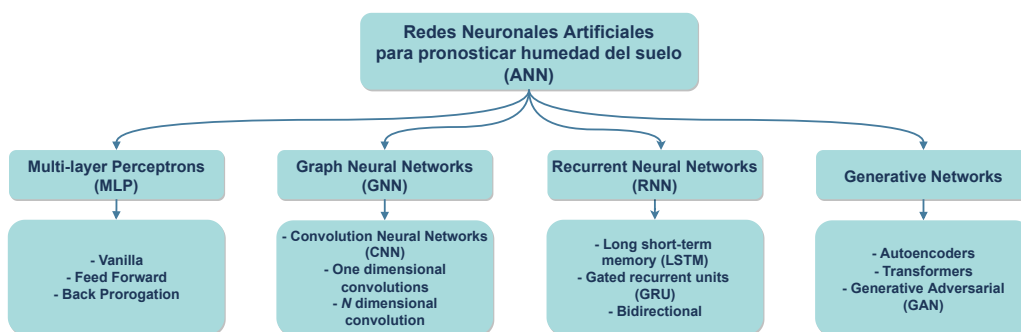 Redes Neuronales Artificiales
para pronosticar humedad del suelo
(ANN)
Multi-layer Perceptrons
(MLP)
Graph Neural Networks
(GNN)
Recurrent Neural Networks
(RNN)
Generative Networks
- Vanilla
- Feed Forward
- Back Prorogation
- Convolution Neural Networks
(CNN)
- One dimensional
convolutions
- N dimensional
convolution
- Long short-term
memory (LSTM)
- Gated recurrent units
(GRU)
- Bidirectional
- Autoencoders
- Transformers
- Generative Adversarial
(GAN)